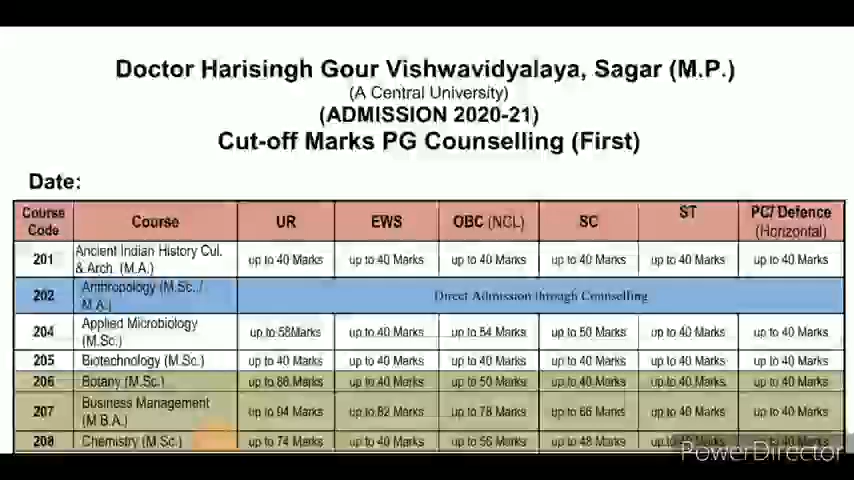 Doctor Harisingh Gour Vishwavidyalaya, Sagar (M.P.)
(A Central University)
(ADMISSION 2020-21)
Cut-off Marks PG Counselling (First)
Date:
Course Code Course UR EWS OBC (NCL) SC ST PC/ Defence (Horizontal)
201 Ancient Indian History Cul. & Arch. (M.A.) up to 40 Marks up to 40 Marks up to 40 Marks up to 40 Marks up to 40 Marks up to 40 Marks
202 Anthropology (M.Sc../ M.A.) Direct Admission through Counselling
204 Applied Microbiology (M.Sc.) up to 58Marks up to 40 Marks up to 54 Marks up to 50 Marks up to 40 Marks up to 40 Marks
205 Biotechnology (M.Sc.) up to 40 Marks up to 40 Marks up to 40 Marks up to 40 Marks up to 40 Marks up to 40 Marks
206 Botany (M.Sc.) up to 66 Marks up to 40 Marks up to 50 Marks up to 40 Marks up to 40 Marks up to 40 Marks
207 Business Management (M.B.A.) up to 94 Marks up to 82 Marks up to 78 Marks up to 66 Marks up to 40 Marks up to 40 Marks
208 Chemistry (M.Sc.) up to 74 Marks up to 40 Marks up to 56 Marks up to 48 Marks up to 40 Marks up to 40 Marks
PowerDirector